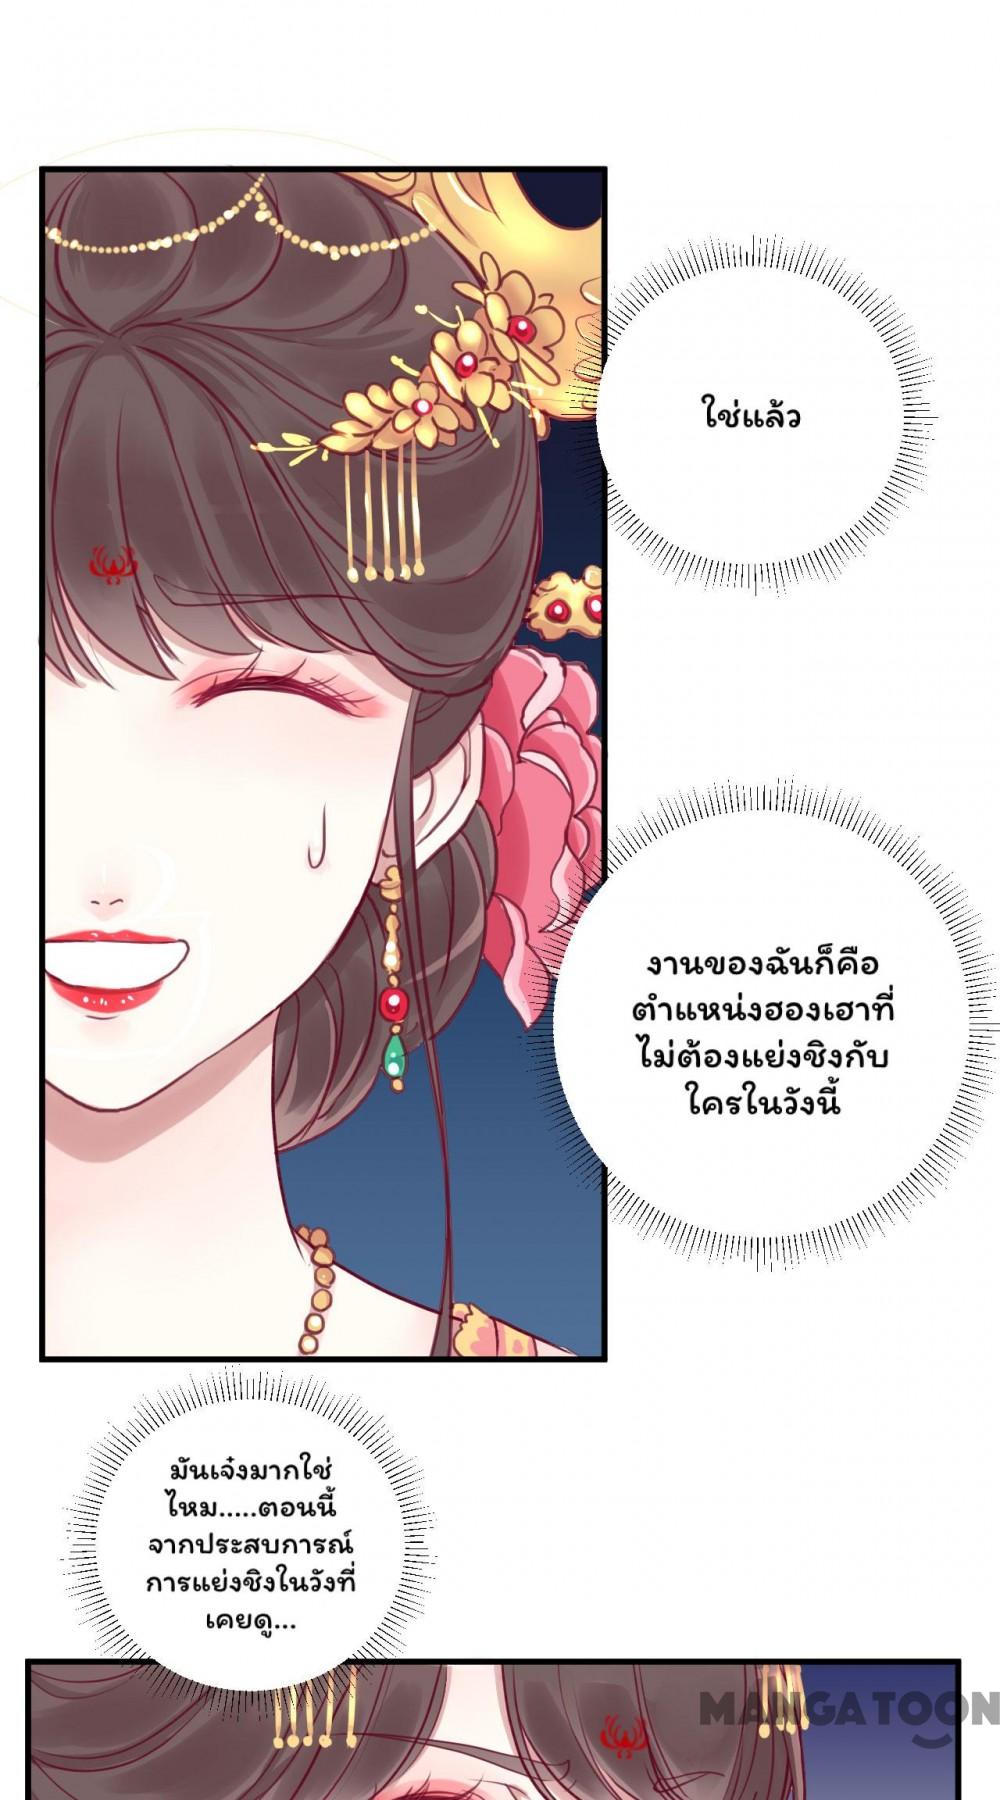 ใช่แล้ว
งานของฉันก็คือ
ตำแหน่งฮองเฮาที่
ไม่ต้องแย่งชิงกับ
ใครในวังนี้
มันเจ๋งมากใช่
ไหม.....ตอนนี้
จากประสบการณ์
การแย่งชิงในวังที่
เคยดู...
MANGATOON